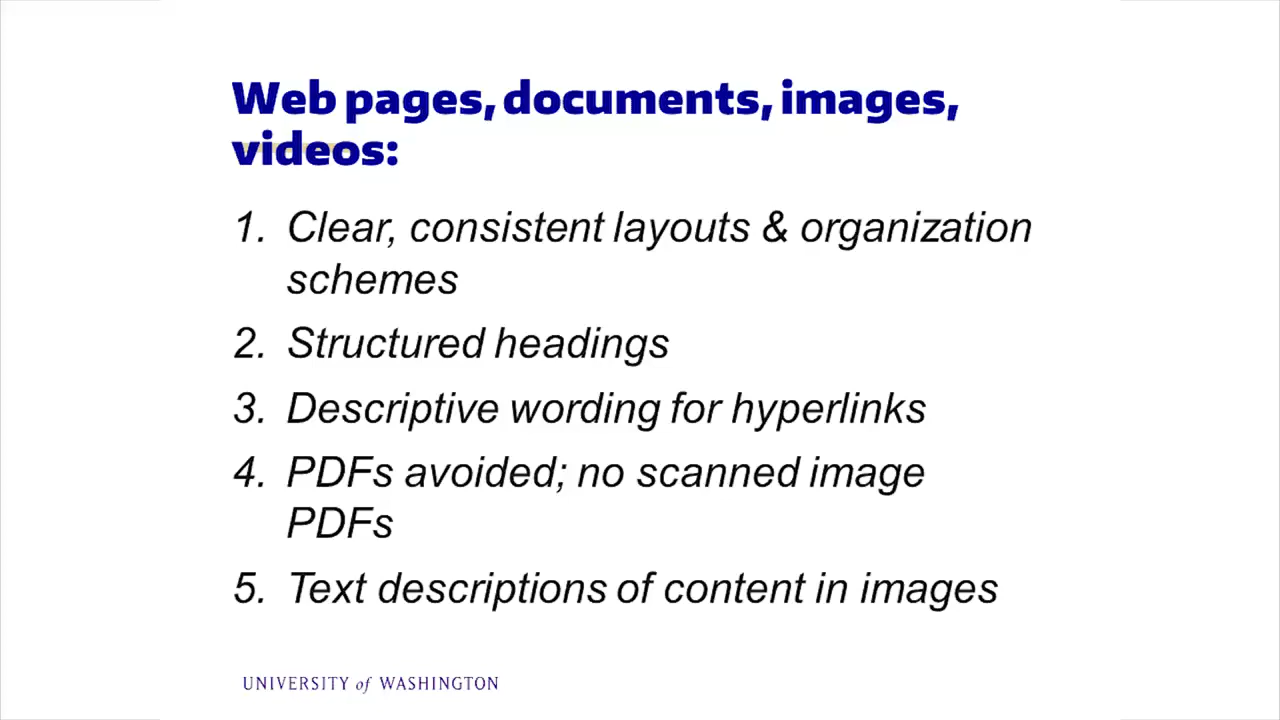 Web pages, documents, images,
videos:
1. Clear, consistent layouts & organization
schemes
2. Structured headings
3. Descriptive wording for hyperlinks
4. PDFs avoided; no scanned image
PDFs
5. Text descriptions of content in images
UNIVERSITY of WASHINGTON